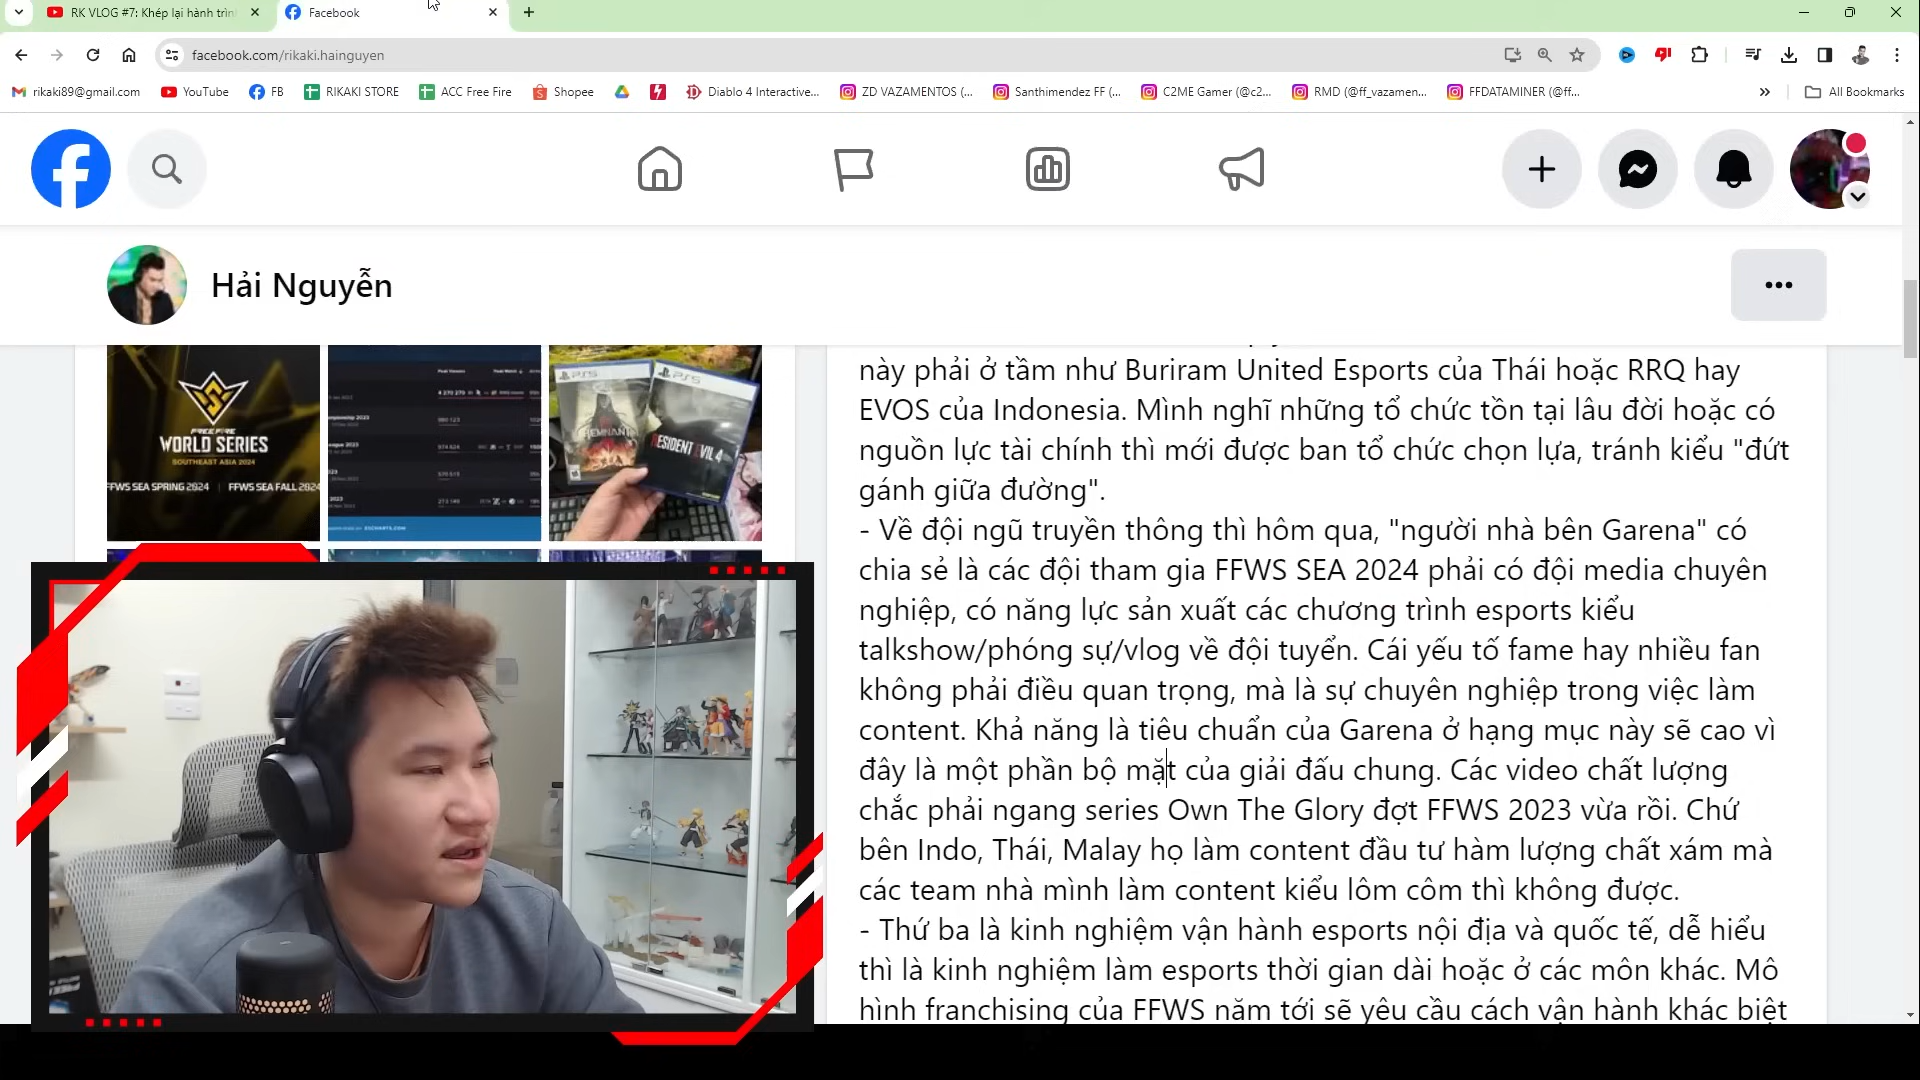 RK VLOG #7: Khép lại hành trìn
Facebook
facebook.com/rikaki.hainguyen
rikaki89@gmail.com
YouTube
FB
RIKAKI STORE
ACC Free Fire
Shopee
Diablo 4 Interactive...
ZD VAZAMENTOS (...
Santhimendez FF (...
C2ME Gamer (@c2...
RMD (@ff_vazamen...
FFDATAMINER (@ff...
All Bookmarks
Hải Nguyễn
FREE FIRE
WORLD SERIES
SOUTHEAST ASIA 2024
FFWS SEA SPRING 2024
FFWS SEA FALL 2024
PS5
PS5
REMNANT
RESIDENT EVIL 4
này phải ở tầm như Buriram United Esports của Thái hoặc RRQ hay
EVOS của Indonesia. Mình nghĩ những tổ chức tồn tại lâu đời hoặc có
nguồn lực tài chính thì mới được ban tổ chức chọn lựa, tránh kiểu "đứt
gánh giữa đường".
- Về đội ngũ truyền thông thì hôm qua, "người nhà bên Garena" có
chia sẻ là các đội tham gia FFWS SEA 2024 phải có đội media chuyên
nghiệp, có năng lực sản xuất các chương trình esports kiểu
talkshow/phóng sự/vlog về đội tuyển. Cái yếu tố fame hay nhiều fan
không phải điều quan trọng, mà là sự chuyên nghiệp trong việc làm
content. Khả năng là tiêu chuẩn của Garena ở hạng mục này sẽ cao vì
đây là một phần bộ mặt của giải đấu chung. Các video chất lượng
chắc phải ngang series Own The Glory đợt FFWS 2023 vừa rồi. Chứ
bên Indo, Thái, Malay họ làm content đầu tư hàm lượng chất xám mà
các team nhà mình làm content kiểu lôm côm thì không được.
- Thứ ba là kinh nghiệm vận hành esports nội địa và quốc tế, dễ hiểu
thì là kinh nghiệm làm esports thời gian dài hoặc ở các môn khác. Mô
hình franchising của FFWS năm tới sẽ yêu cầu cách vận hành khác biệt